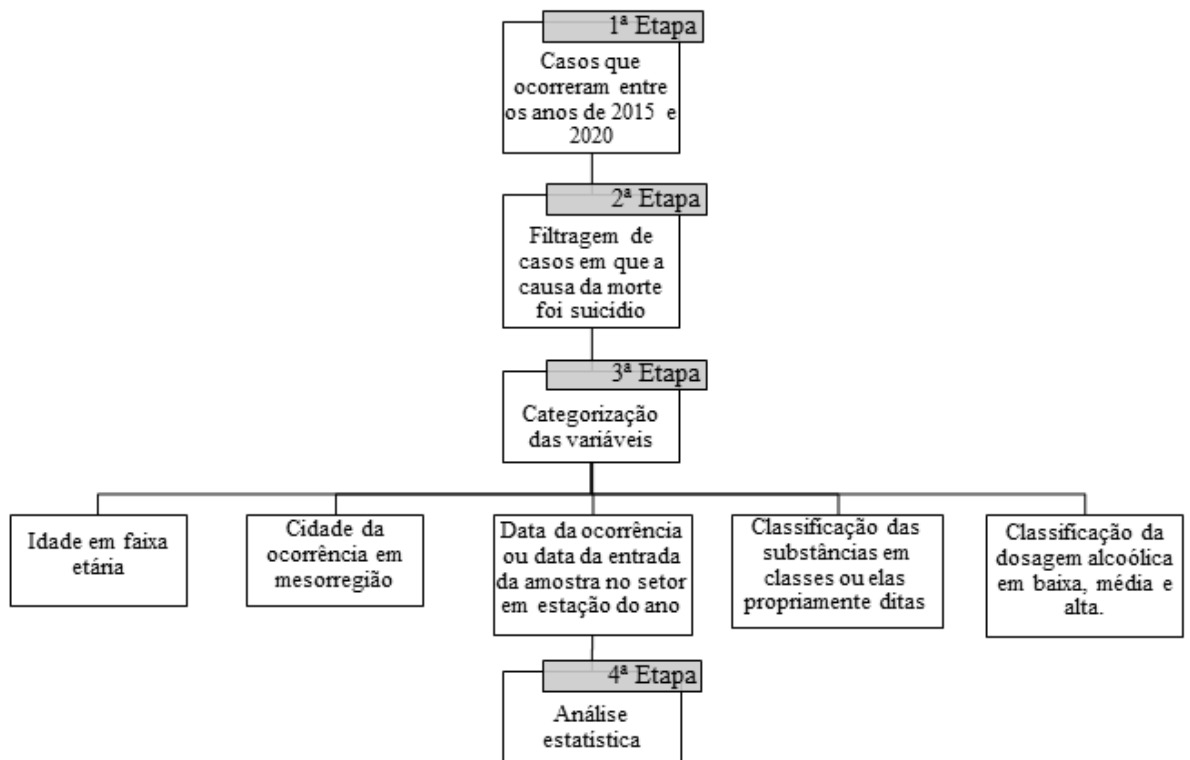 1ª Etapa
Casos que
ocorreram entre
os anos de 2015 e
2020
2ª Etapa
Filtragem de
casos em que a
causa da morte
foi suicídio
3ª Etapa
Categorização
das variáveis
Idade em faixa
etária
Cidade da
ocorrência em
mesorregião
Data da ocorrência
ou data da entrada
da amostra no setor
em estação do ano
Classificação das
substâncias em
classes ou elas
propriamente ditas
Classificação da
dosagem alcoólica
em baixa, média e
alta.
4ª Etapa
Análise
estatística